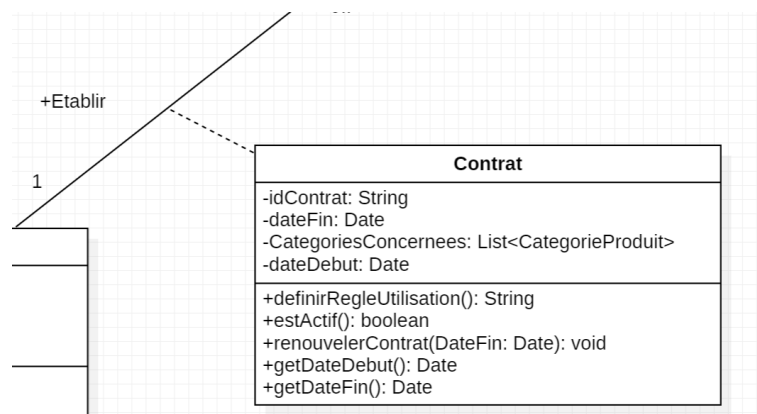 +Etablir
1
Contrat
-idContrat: String
-dateFin: Date
-CategoriesConcernees: List<CategorieProduit>
-dateDebut: Date
+definirRegleUtilisation(): String
+estActif(): boolean
+renouvelerContrat(DateFin: Date): void
+getDateDebut(): Date
+getDateFin(): Date